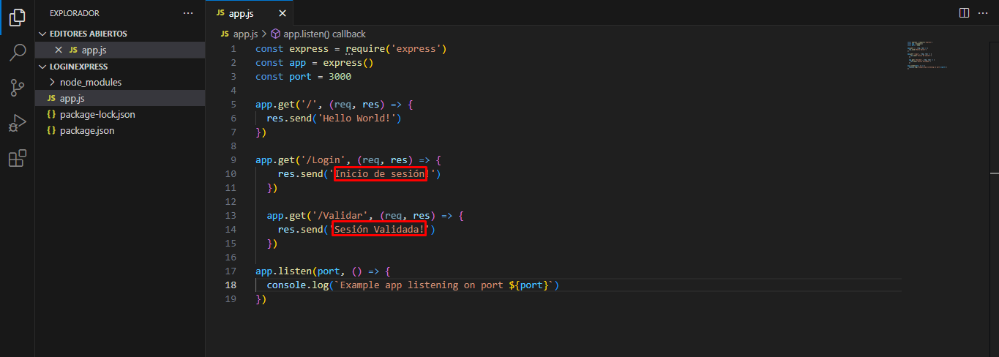 EXPLORADOR ...
EDITORES ABIERTOS
JS app.js
LOGINEXPRESS
node_modules
JS app.js
{} package-lock.json
{} package.json
JS app.js
JS app.js > app.listen() callback
1 const express = require('express')
2 const app = express()
3 const port = 3000
4
5 app.get('/', (req, res) => {
6 res.send('Hello World!')
7 })
8
9 app.get('/Login', (req, res) => {
10 res.send('Inicio de sesión!')
11 })
12
13 app.get('/Validar', (req, res) => {
14 res.send('Sesión Validada!')
15 })
16
17 app.listen(port, () => {
18 console.log(`Example app listening on port ${port}`)
19 })